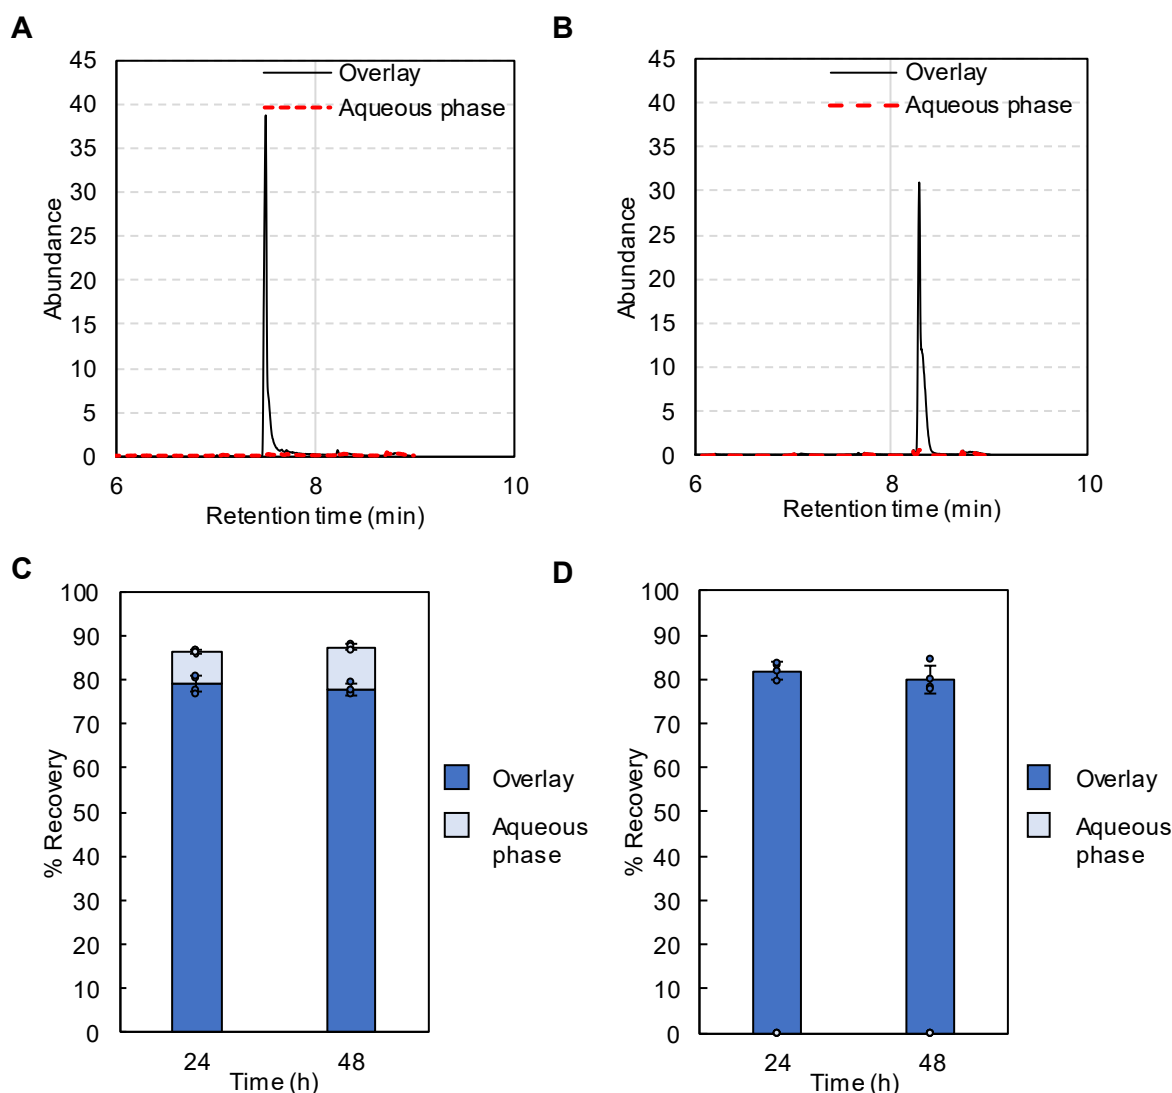 A
45
40
35
30
25
20
15
10
5
0
Abundance
Overlay
Aqueous phase
6
8
10
Retention time (min)
B
45
40
35
30
25
20
15
10
5
0
Abundance
Overlay
Aqueous phase
6
8
10
Retention time (min)
C
100
90
80
70
60
50
40
30
20
10
0
% Recovery
24
48
Time (h)
Overlay
Aqueous
phase
D
100
90
80
70
60
50
40
30
20
10
0
% Recovery
24
48
Time (h)
Overlay
Aqueous
phase